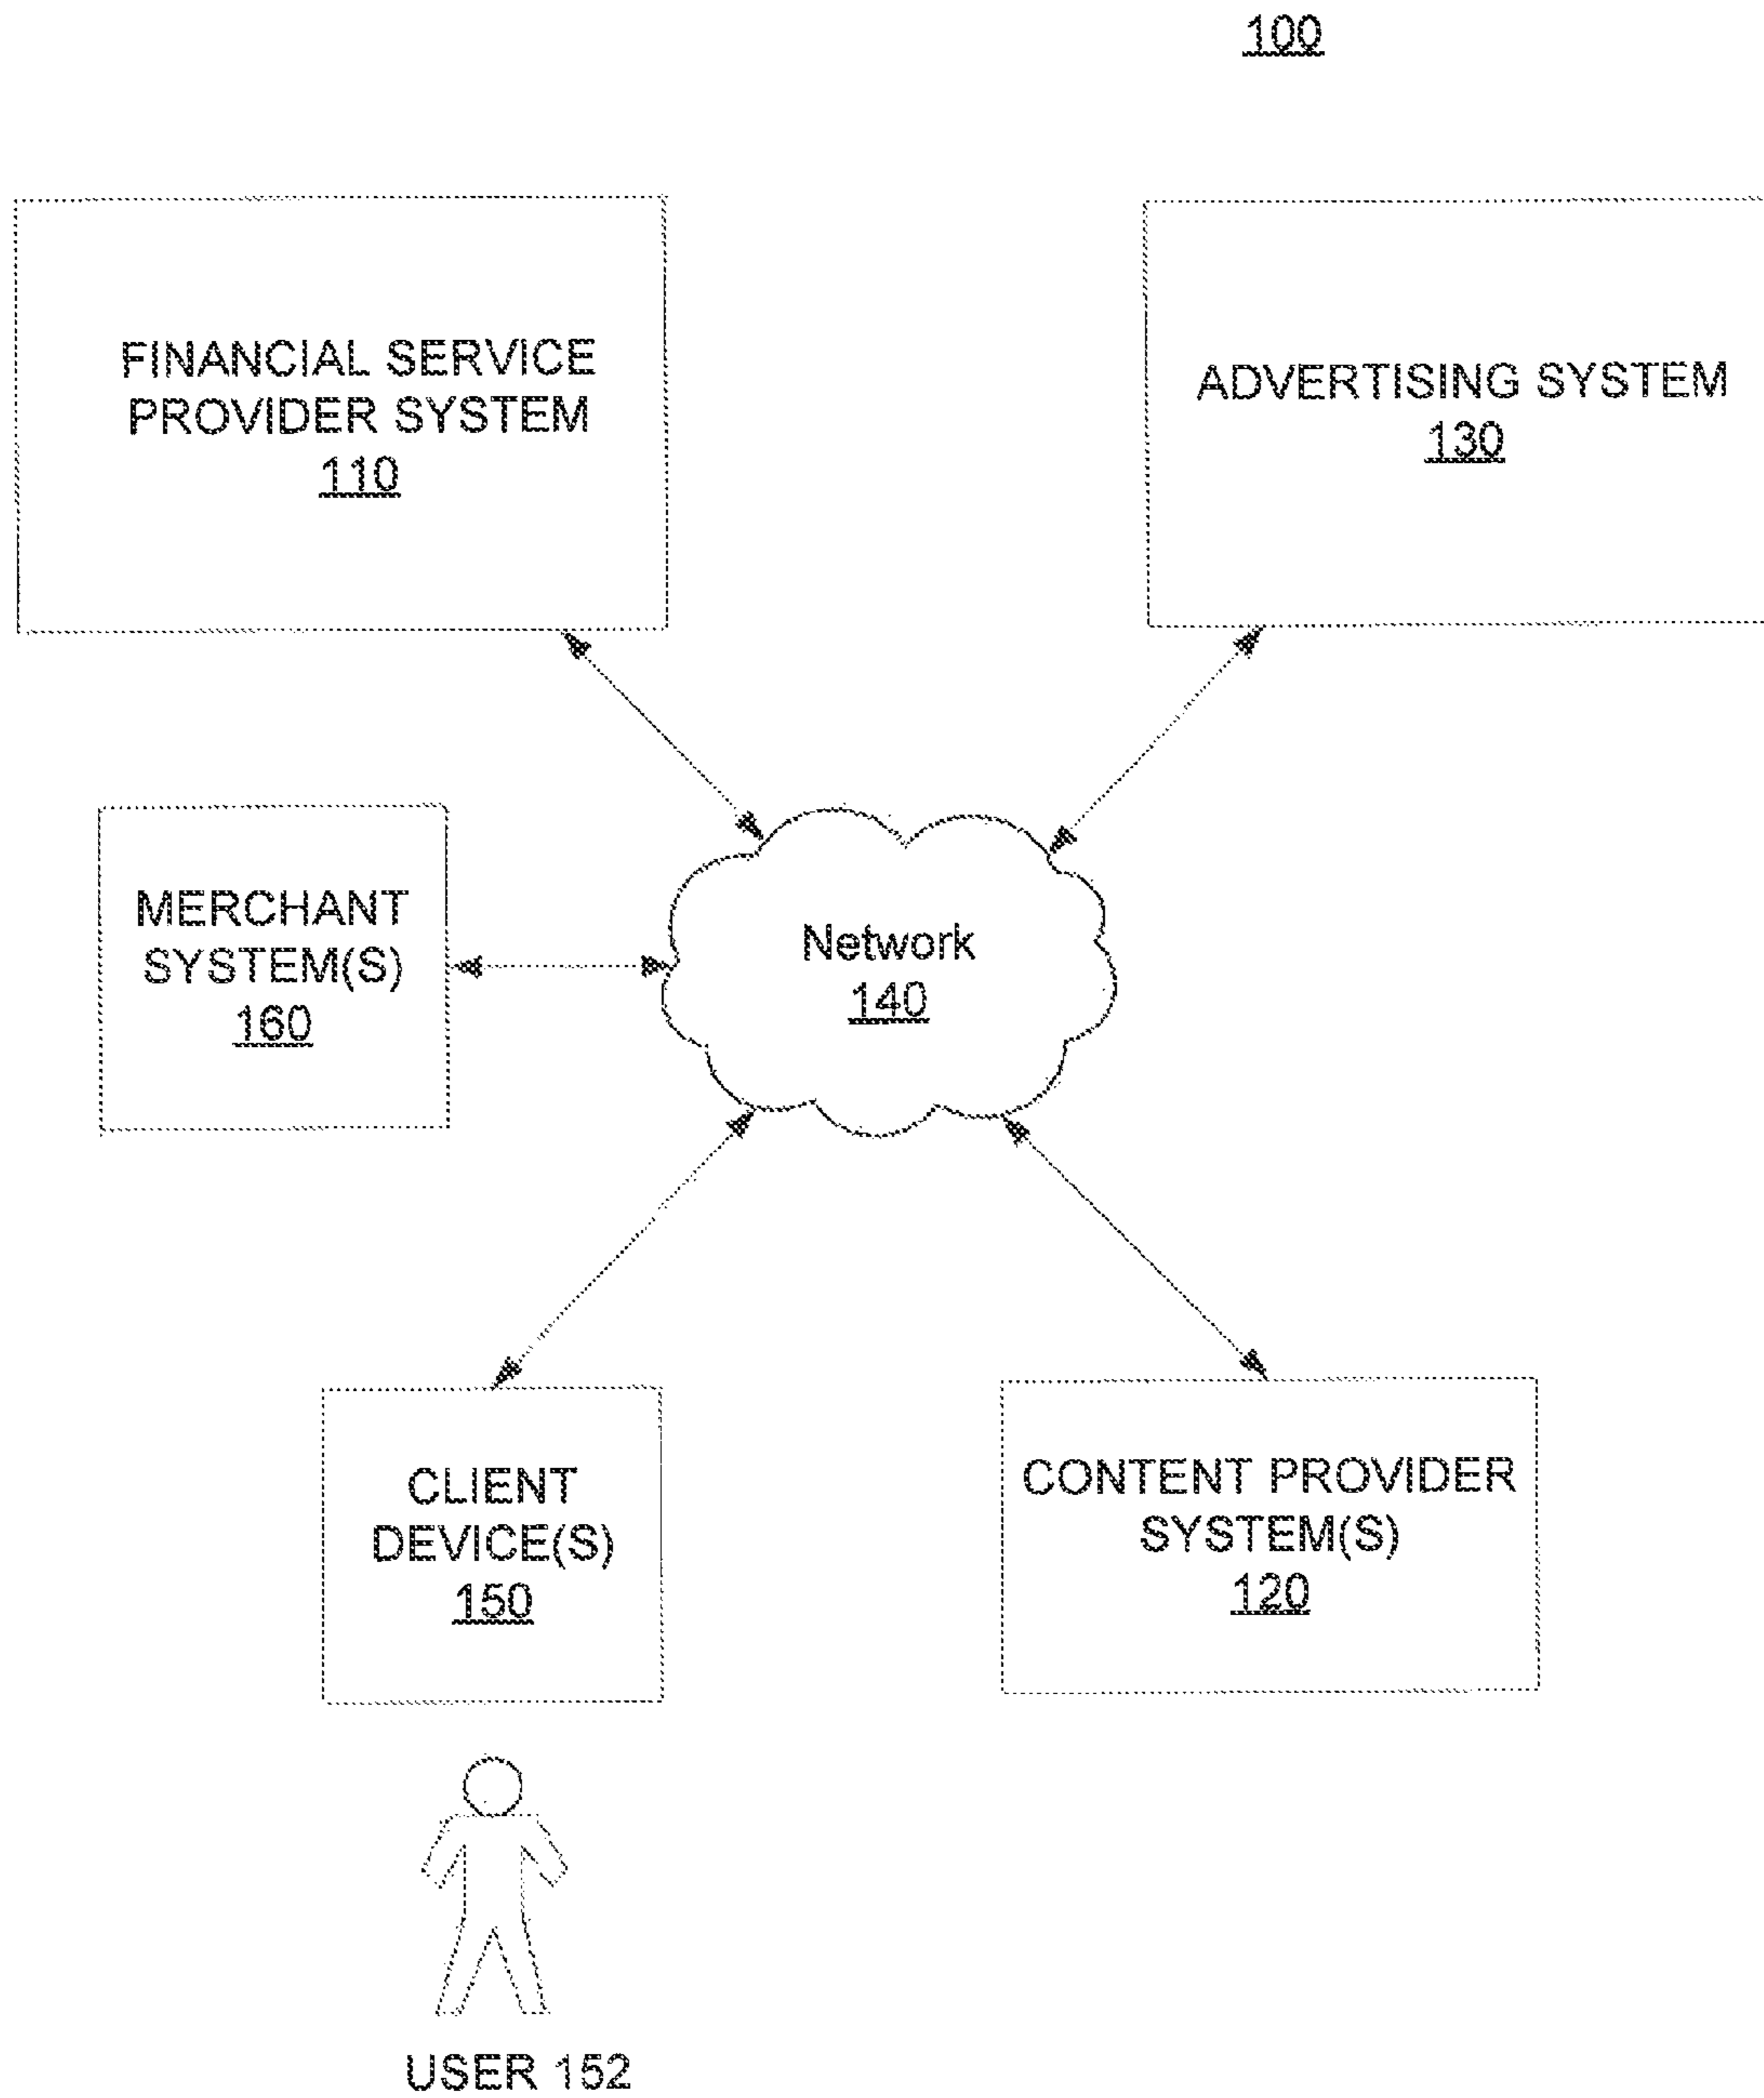 100
FINANCIAL SERVICE
PROVIDER SYSTEM
110
ADVERTISING SYSTEM
130
MERCHANT
SYSTEM(S)
160
Network
140
CLIENT
DEVICE(S)
150
CONTENT PROVIDER
SYSTEM(S)
120
USER 152